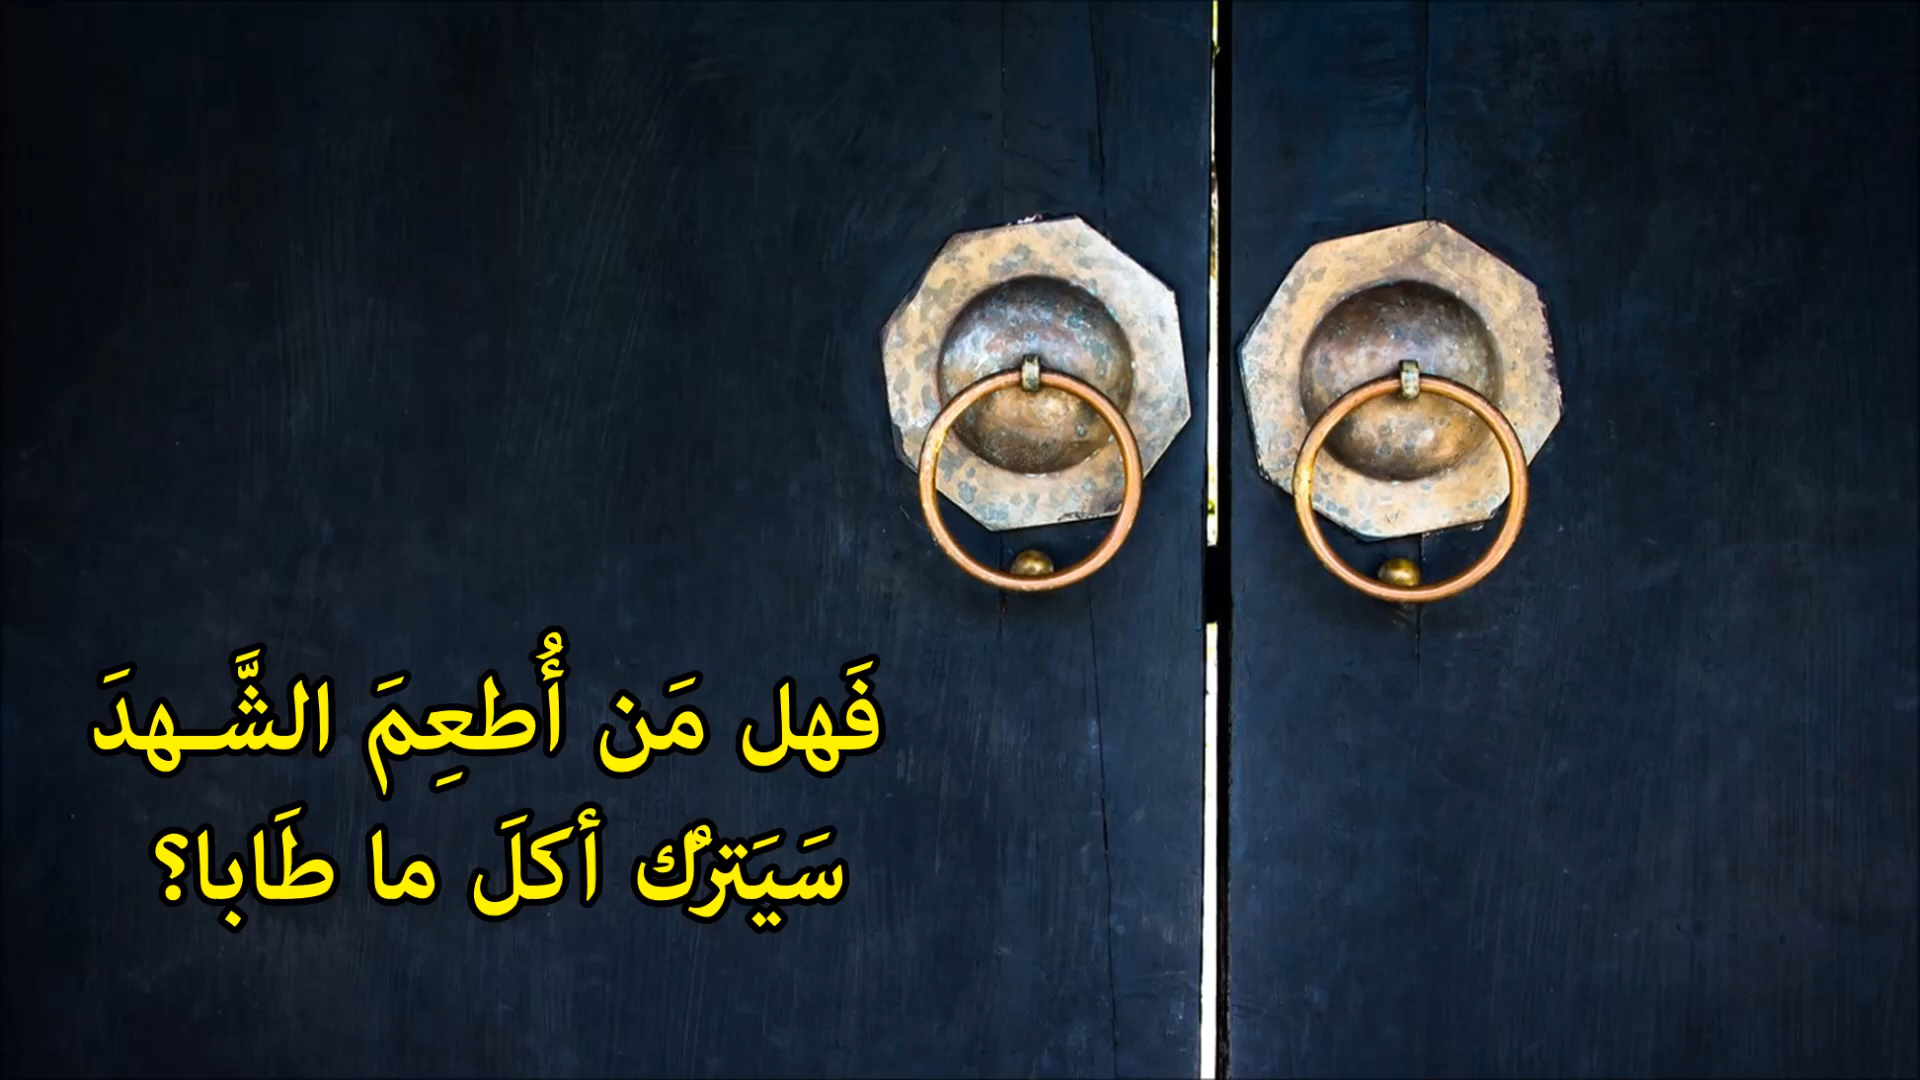 فَهل مَن أُطعِمَ الشَّـهدَ
سَيَترٌك أكلَ ما طَابا؟